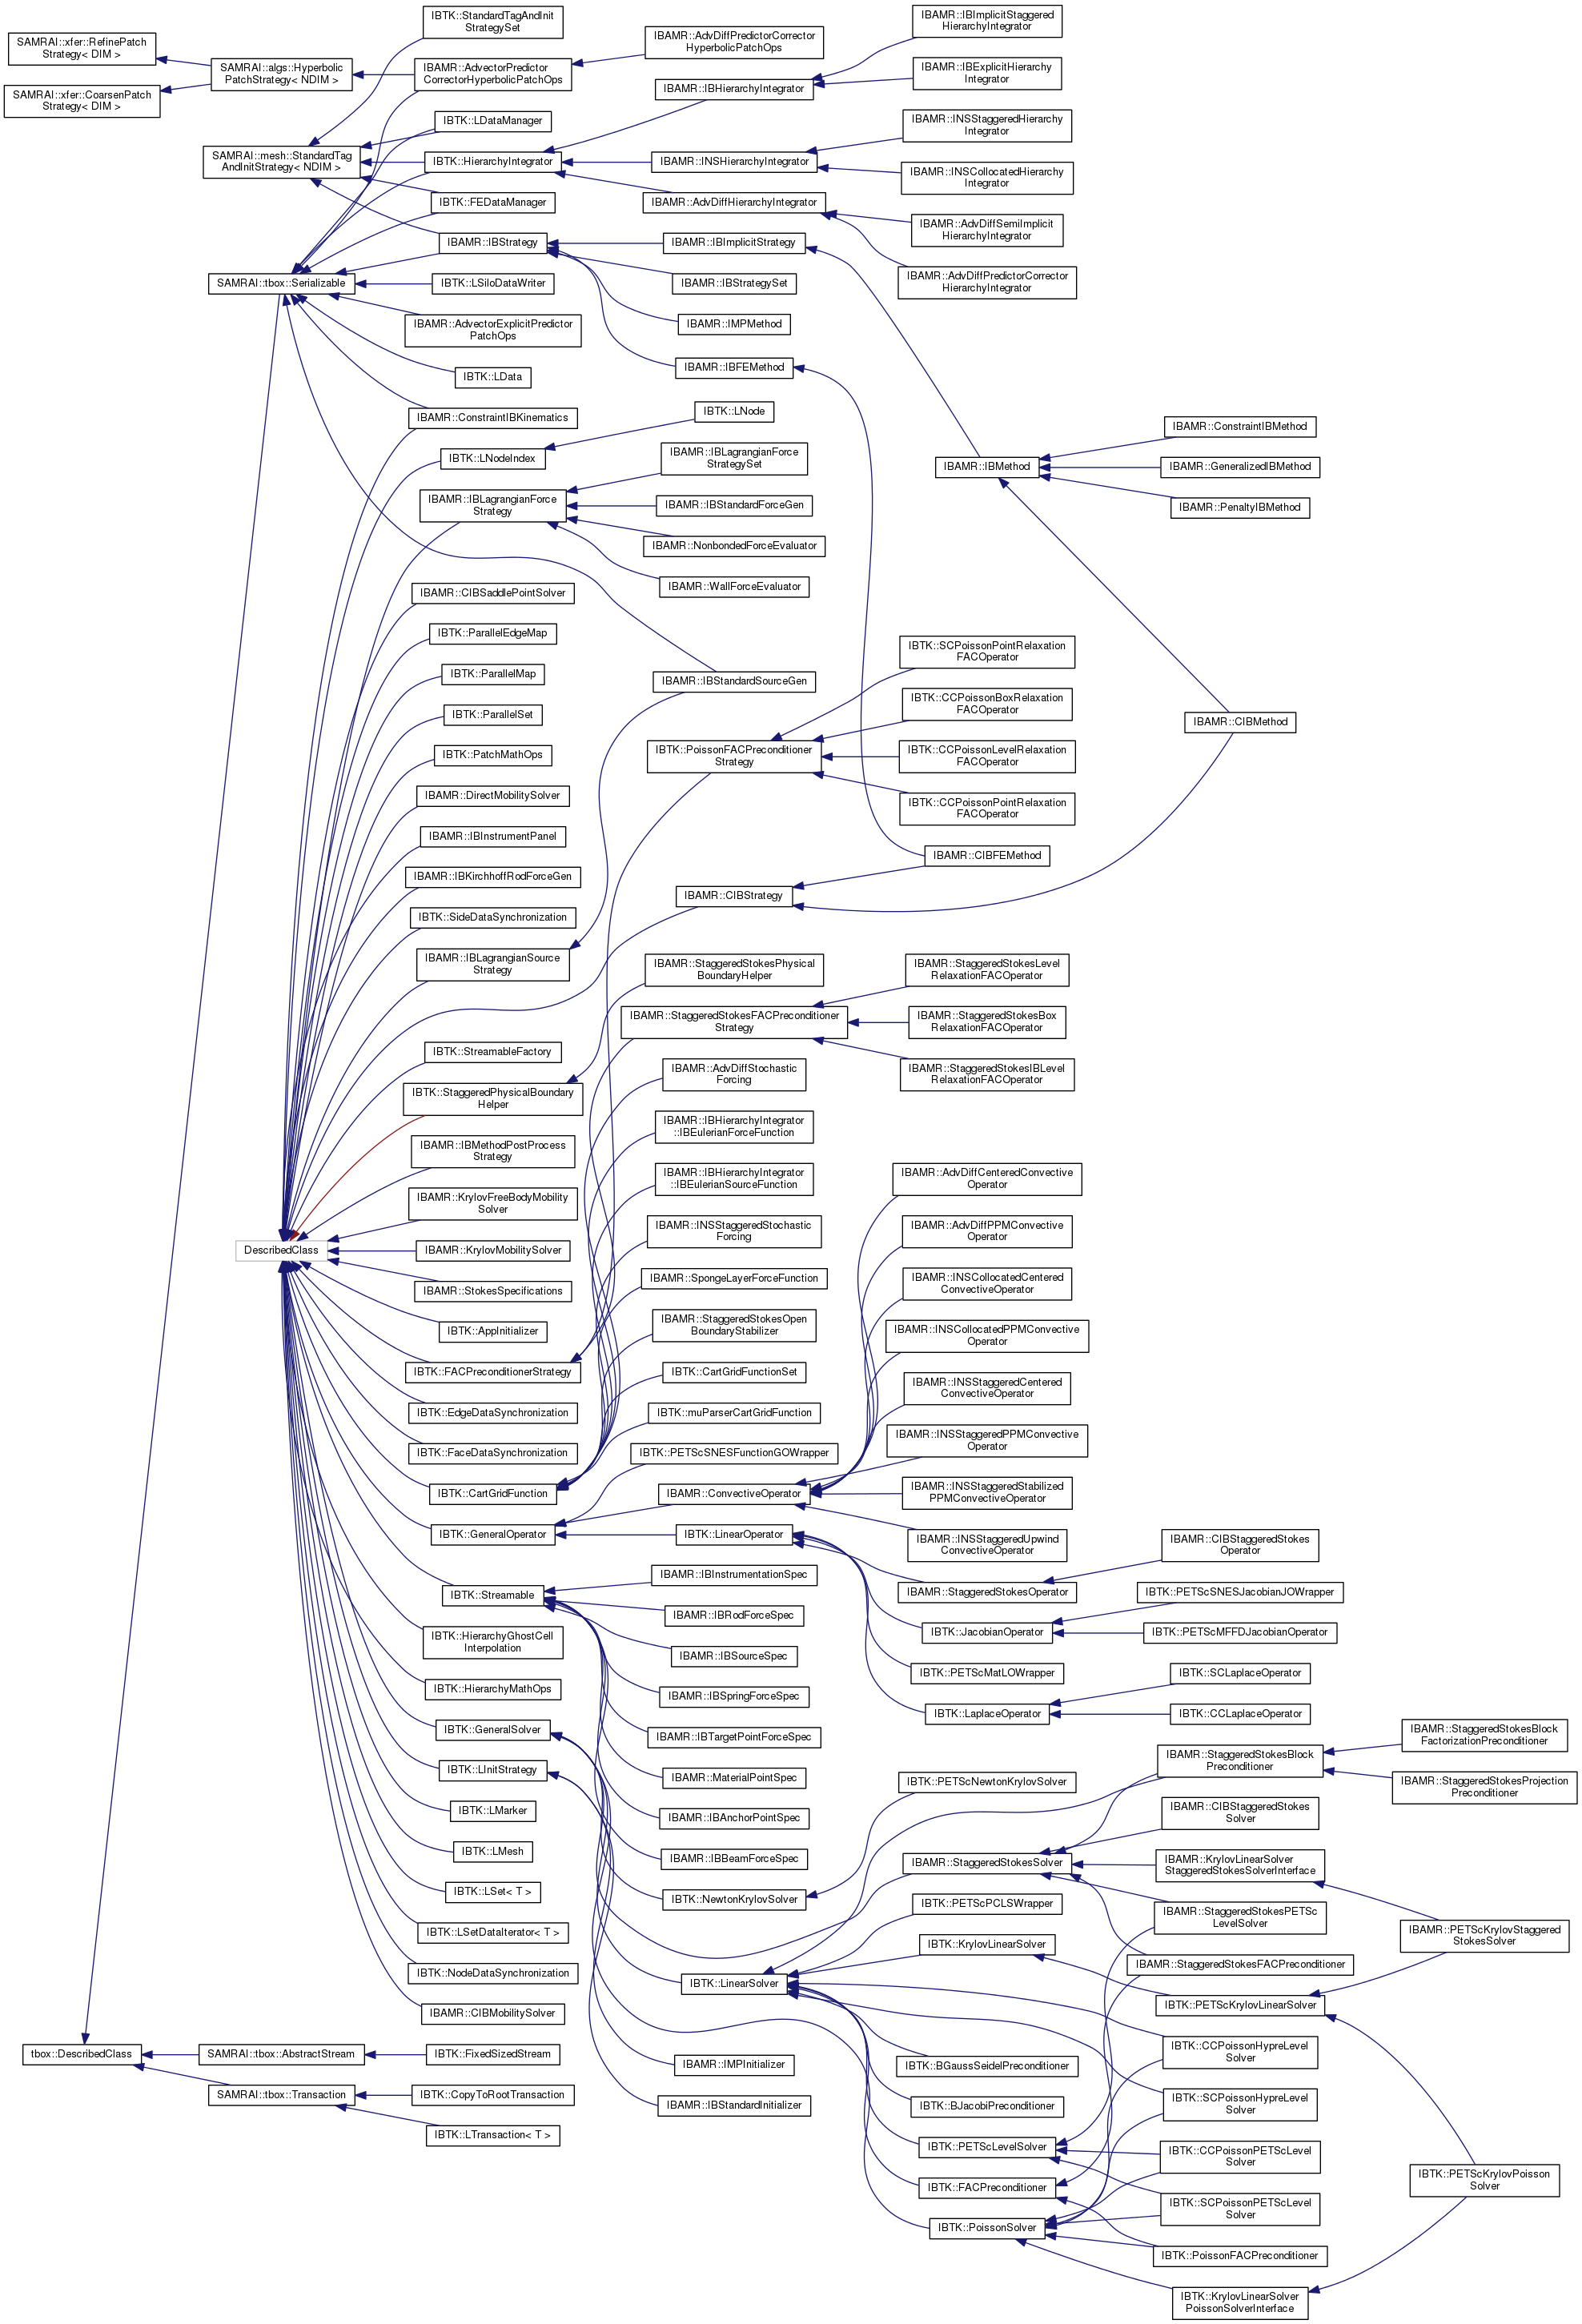 SAMRAI::xfer::RefinePatch
Strategy< DIM >
SAMRAI::xfer::CoarsenPatch
Strategy< DIM >
SAMRAI::algs::Hyperbolic
PatchStrategy< NDIM >
SAMRAI::mesh::StandardTag
AndInitStrategy< NDIM >
SAMRAI::tbox::Serializable
DescribedClass
tbox::DescribedClass
SAMRAI::tbox::AbstractStream
SAMRAI::tbox::Transaction
IBTK::StandardTagAndInit
StrategySet
IBAMR::AdvectorPredictor
CorrectorHyperbolicPatchOps
IBTK::LDataManager
IBTK::HierarchyIntegrator
IBTK::FEDataManager
IBAMR::IBStrategy
IBTK::LSiloDataWriter
IBAMR::AdvectorExplicitPredictor
PatchOps
IBTK::LData
IBAMR::ConstraintIBKinematics
IBTK::LNodeIndex
IBAMR::IBLagrangianForce
Strategy
IBAMR::CIBSaddlePointSolver
IBTK::ParallelEdgeMap
IBTK::ParallelMap
IBTK::ParallelSet
IBTK::PatchMathOps
IBAMR::DirectMobilitySolver
IBAMR::IBInstrumentPanel
IBAMR::IBKirchhoffRodForceGen
IBTK::SideDataSynchronization
IBAMR::IBLagrangianSource
Strategy
IBTK::StreamableFactory
IBTK::StaggeredPhysicalBoundary
Helper
IBAMR::IBMethodPostProcess
Strategy
IBAMR::KrylovFreeBodyMobility
Solver
IBAMR::KrylovMobilitySolver
IBAMR::StokesSpecifications
IBTK::AppInitializer
IBTK::FACPreconditionerStrategy
IBTK::EdgeDataSynchronization
IBTK::FaceDataSynchronization
IBTK::CartGridFunction
IBTK::GeneralOperator
IBTK::Streamable
IBTK::HierarchyGhostCell
Interpolation
IBTK::HierarchyMathOps
IBTK::GeneralSolver
IBTK::LInitStrategy
IBTK::LMarker
IBTK::LMesh
IBTK::LSet< T >
IBTK::LSetDataIterator< T >
IBTK::NodeDataSynchronization
IBAMR::CIBMobilitySolver
IBTK::FixedSizedStream
IBTK::CopyToRootTransaction
IBTK::LTransaction< T >
IBAMR::AdvDiffPredictorCorrector
HyperbolicPatchOps
IBAMR::IBHierarchyIntegrator
IBAMR::INSHierarchyIntegrator
IBAMR::AdvDiffHierarchyIntegrator
IBAMR::IBImplicitStrategy
IBAMR::IBStrategySet
IBAMR::IMPMethod
IBAMR::IBFEMethod
IBTK::LNode
IBAMR::IBLagrangianForce
StrategySet
IBAMR::IBStandardForceGen
IBAMR::NonbondedForceEvaluator
IBAMR::WallForceEvaluator
IBAMR::IBStandardSourceGen
IBTK::PoissonFACPreconditioner
Strategy
IBAMR::CIBStrategy
IBAMR::StaggeredStokesPhysical
BoundaryHelper
IBAMR::StaggeredStokesFACPreconditioner
Strategy
IBAMR::AdvDiffStochastic
Forcing
IBAMR::IBHierarchyIntegrator
::IBEulerianForceFunction
IBAMR::IBHierarchyIntegrator
::IBEulerianSourceFunction
IBAMR::INSStaggeredStochastic
Forcing
IBAMR::SpongeLayerForceFunction
IBAMR::StaggeredStokesOpen
BoundaryStabilizer
IBTK::CartGridFunctionSet
IBTK::muParserCartGridFunction
IBTK::PETScSNESFunctionGOWrapper
IBAMR::ConvectiveOperator
IBTK::LinearOperator
IBAMR::IBInstrumentationSpec
IBAMR::IBRodForceSpec
IBAMR::IBSourceSpec
IBAMR::IBSpringForceSpec
IBAMR::IBTargetPointForceSpec
IBAMR::MaterialPointSpec
IBAMR::IBAnchorPointSpec
IBAMR::IBBeamForceSpec
IBTK::NewtonKrylovSolver
IBTK::LinearSolver
IBAMR::IMPInitializer
IBAMR::IBStandardInitializer
IBAMR::IBImplicitStaggered
HierarchyIntegrator
IBAMR::IBExplicitHierarchy
Integrator
IBAMR::INSStaggeredHierarchy
Integrator
IBAMR::INSCollocatedHierarchy
Integrator
IBAMR::AdvDiffSemiImplicit
HierarchyIntegrator
IBAMR::AdvDiffPredictorCorrector
HierarchyIntegrator
IBAMR::IBMethod
IBTK::SCPoissonPointRelaxation
FACOperator
IBTK::CCPoissonBoxRelaxation
FACOperator
IBTK::CCPoissonLevelRelaxation
FACOperator
IBTK::CCPoissonPointRelaxation
FACOperator
IBAMR::CIBFEMethod
IBAMR::StaggeredStokesLevel
RelaxationFACOperator
IBAMR::StaggeredStokesBox
RelaxationFACOperator
IBAMR::StaggeredStokesIBLevel
RelaxationFACOperator
IBAMR::AdvDiffCenteredConvective
Operator
IBAMR::AdvDiffPPMConvective
Operator
IBAMR::INSCollocatedCentered
ConvectiveOperator
IBAMR::INSCollocatedPPMConvective
Operator
IBAMR::INSStaggeredCentered
ConvectiveOperator
IBAMR::INSStaggeredPPMConvective
Operator
IBAMR::INSStaggeredStabilized
PPMConvectiveOperator
IBAMR::INSStaggeredUpwind
ConvectiveOperator
IBAMR::StaggeredStokesOperator
IBTK::JacobianOperator
IBTK::PETScMatLOWrapper
IBTK::LaplaceOperator
IBTK::PETScNewtonKrylovSolver
IBAMR::StaggeredStokesSolver
IBTK::PETScPCLSWrapper
IBTK::KrylovLinearSolver
IBTK::BGaussSeidelPreconditioner
IBTK::BJacobiPreconditioner
IBTK::PETScLevelSolver
IBTK::FACPreconditioner
IBTK::PoissonSolver
IBAMR::ConstraintIBMethod
IBAMR::GeneralizedIBMethod
IBAMR::PenaltyIBMethod
IBAMR::CIBMethod
IBAMR::CIBStaggeredStokes
Operator
IBTK::PETScSNESJacobianJOWrapper
IBTK::PETScMFFDJacobianOperator
IBTK::SCLaplaceOperator
IBTK::CCLaplaceOperator
IBAMR::StaggeredStokesBlock
Preconditioner
IBAMR::CIBStaggeredStokes
Solver
IBAMR::KrylovLinearSolver
StaggeredStokesSolverInterface
IBAMR::StaggeredStokesPETSc
LevelSolver
IBAMR::StaggeredStokesFACPreconditioner
IBTK::PETScKrylovLinearSolver
IBTK::CCPoissonHypreLevel
Solver
IBTK::SCPoissonHypreLevel
Solver
IBTK::CCPoissonPETScLevel
Solver
IBTK::SCPoissonPETScLevel
Solver
IBTK::PoissonFACPreconditioner
IBTK::KrylovLinearSolver
PoissonSolverInterface
IBAMR::StaggeredStokesBlock
FactorizationPreconditioner
IBAMR::StaggeredStokesProjection
Preconditioner
IBAMR::PETScKrylovStaggered
StokesSolver
IBTK::PETScKrylovPoisson
Solver